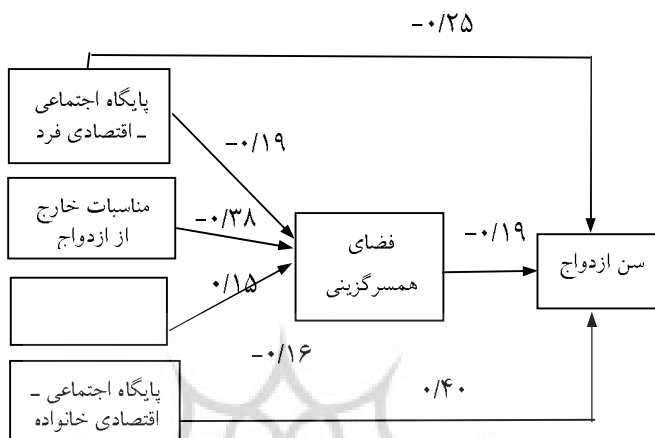 -۰/۲۵
پایگاه اجتماعی
ـ اقتصادی فرد
-۰/۱۹
مناسبات خارج
از ازدواج
-۰/۳۸
فضای
همسرگزینی
-۰/۱۹
سن ازدواج
۰/۱۵
-۰/۱۶
پایگاه اجتماعی ـ
اقتصادی خانواده
۰/۴۰